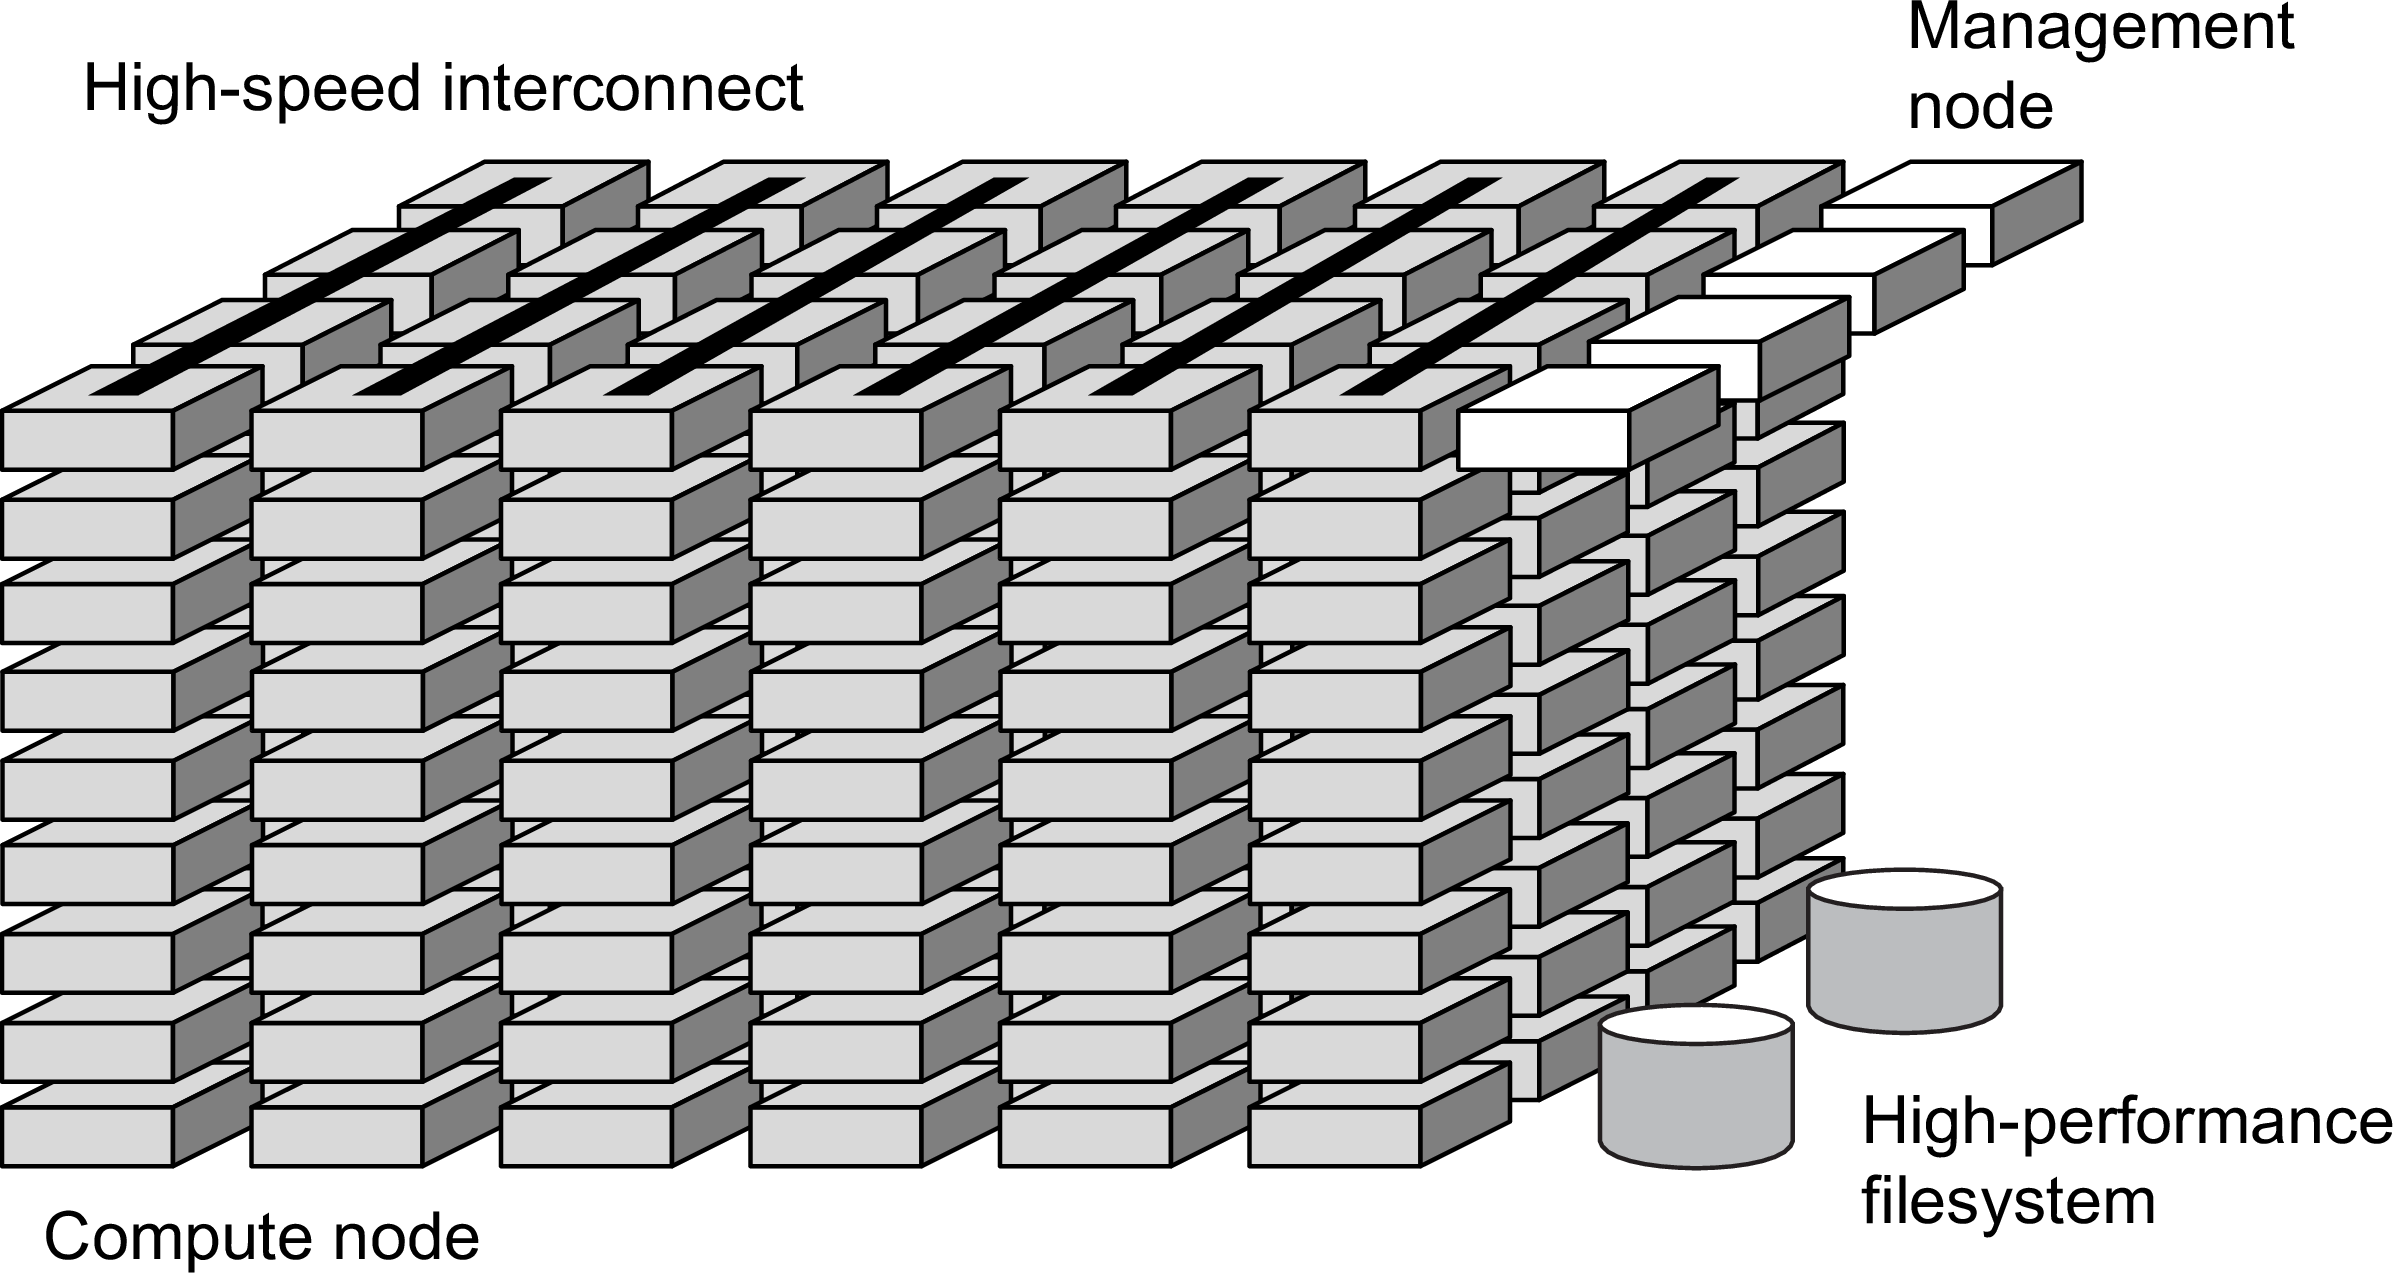 High-speed interconnect
Management
node
High-performance
filesystem
Compute node